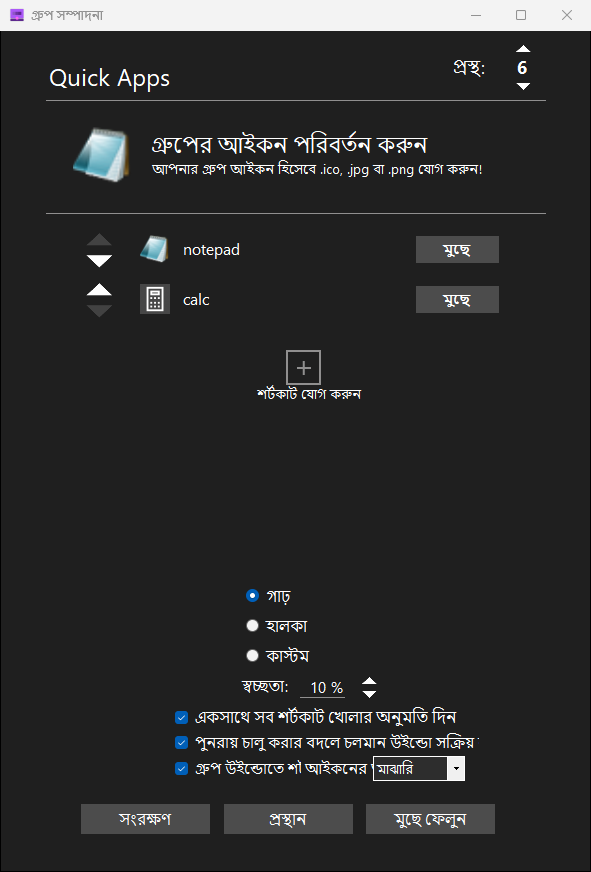 গ্রুপ সম্পাদনা
Quick Apps
প্রস্থ: 6
গ্রুপের আইকন পরিবর্তন করুন
আপনার গ্রুপ আইকন হিসেবে .ico, .jpg বা .png যোগ করুন!
notepad মুছে
calc মুছে
শর্টকাট যোগ করুন
গাঢ়
হালকা
কাস্টম
স্বচ্ছতা: 10 %
একসাথে সব শর্টকাট খোলার অনুমতি দিন
পুনরায় চালু করার বদলে চলমান উইন্ডো সক্রিয়
গ্রুপ উইন্ডোতে আইকনের মাঝারি
সংরক্ষণ প্রস্থান মুছে ফেলুন